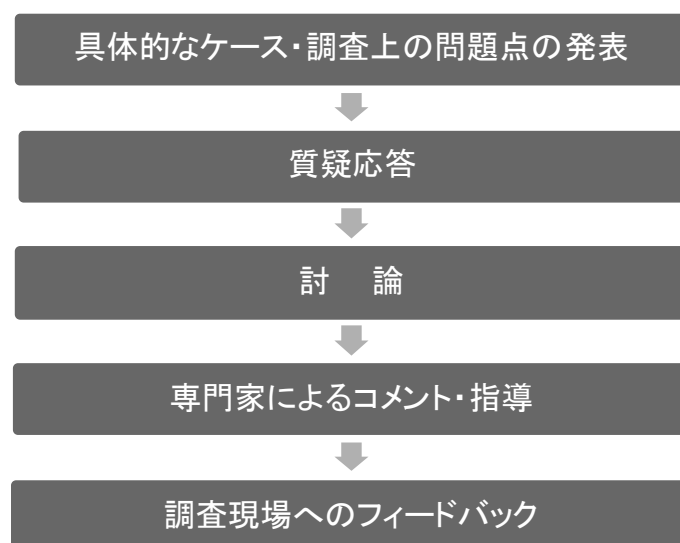 具体的なケース・調査上の問題点の発表
質疑応答
討　論
専門家によるコメント・指導
調査現場へのフィードバック